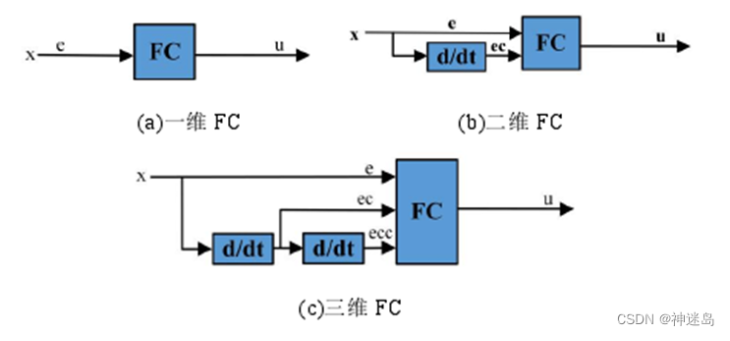 x e FC u
(a)一维 FC
x e d/dt ec FC u
(b)二维 FC
x e ec ecc d/dt d/dt FC u
(c)三维 FC
CSDN @神迷岛